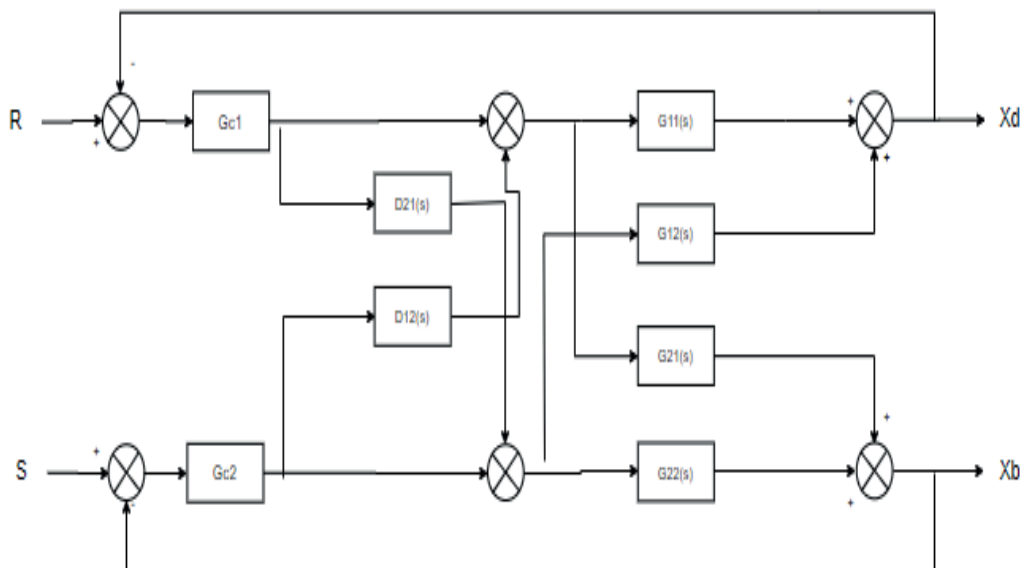 -
R
+
Gc1
G11(s)
+
Xd
+
D21(s)
G12(s)
D12(s)
G21(s)
+
S
+
Gc2
-
G22(s)
+
Xb